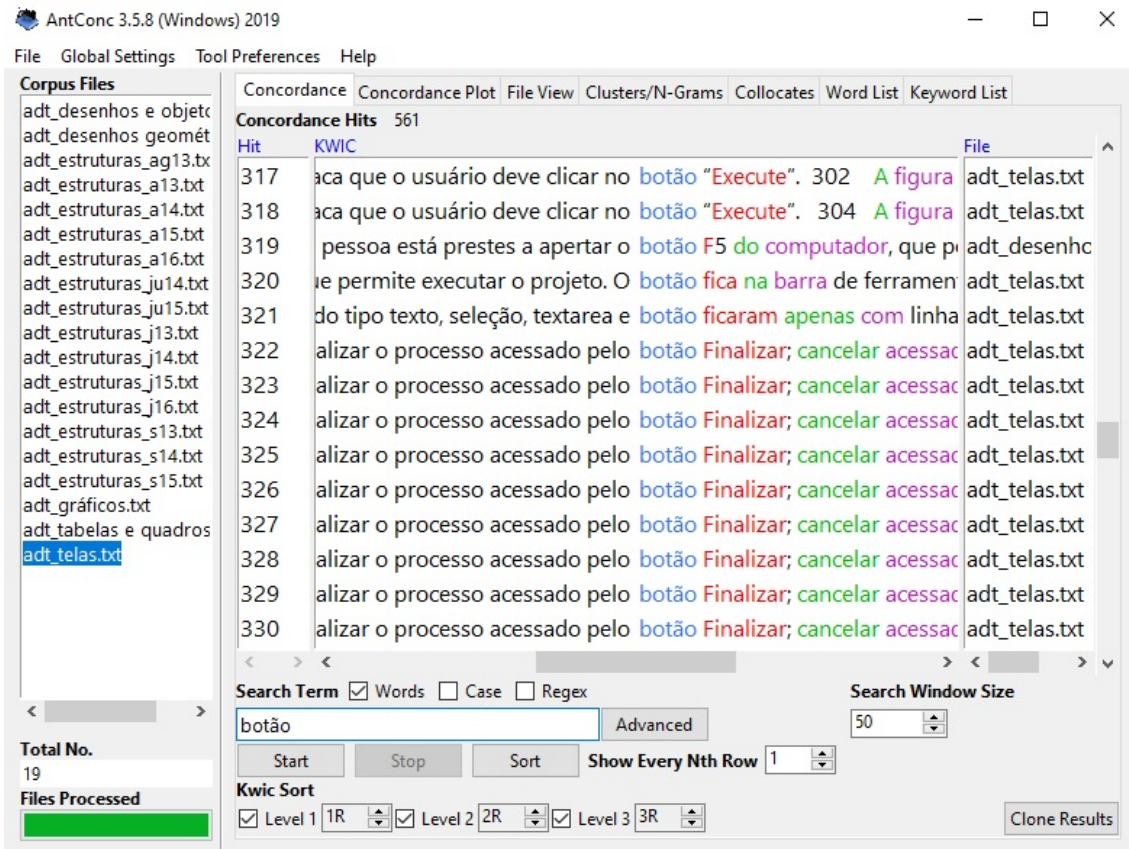 AntConc 3.5.8 (Windows) 2019
File Global Settings Tool Preferences Help
Corpus Files
adt_desenhos e objeto
adt_desenhos geomét
adt_estruturas_ag13.tx
adt_estruturas_a13.txt
adt_estruturas_a14.txt
adt_estruturas_a15.txt
adt_estruturas_a16.txt
adt_estruturas_ju14.txt
adt_estruturas_ju15.txt
adt_estruturas_j13.txt
adt_estruturas_j14.txt
adt_estruturas_j15.txt
adt_estruturas_j16.txt
adt_estruturas_s13.txt
adt_estruturas_s14.txt
adt_estruturas_s15.txt
adt_gráficos.txt
adt_tabelas e quadros
adt_telas.txt
Total No.
19
Files Processed
Concordance Concordance Plot File View Clusters/N-Grams Collocates Word List Keyword List
Concordance Hits 561
Hit KWIC File
317 aca que o usuário deve clicar no botão “Execute”. 302 A figura adt_telas.txt
318 aca que o usuário deve clicar no botão “Execute”. 304 A figura adt_telas.txt
319 pessoa está prestes a apertar o botão F5 do computador, que p adt_desenho
320 ue permite executar o projeto. O botão fica na barra de ferramen adt_telas.txt
321 do tipo texto, seleção, textarea e botão ficaram apenas com linha adt_telas.txt
322 alizar o processo acessado pelo botão Finalizar; cancelar acessad adt_telas.txt
323 alizar o processo acessado pelo botão Finalizar; cancelar acessad adt_telas.txt
324 alizar o processo acessado pelo botão Finalizar; cancelar acessad adt_telas.txt
325 alizar o processo acessado pelo botão Finalizar; cancelar acessad adt_telas.txt
326 alizar o processo acessado pelo botão Finalizar; cancelar acessad adt_telas.txt
327 alizar o processo acessado pelo botão Finalizar; cancelar acessad adt_telas.txt
328 alizar o processo acessado pelo botão Finalizar; cancelar acessad adt_telas.txt
329 alizar o processo acessado pelo botão Finalizar; cancelar acessad adt_telas.txt
330 alizar o processo acessado pelo botão Finalizar; cancelar acessad adt_telas.txt
Search Term Words Case Regex Search Window Size
botão Advanced 50
Start Stop Sort Show Every Nth Row 1
Kwic Sort
Level 1 1R Level 2 2R Level 3 3R Clone Results